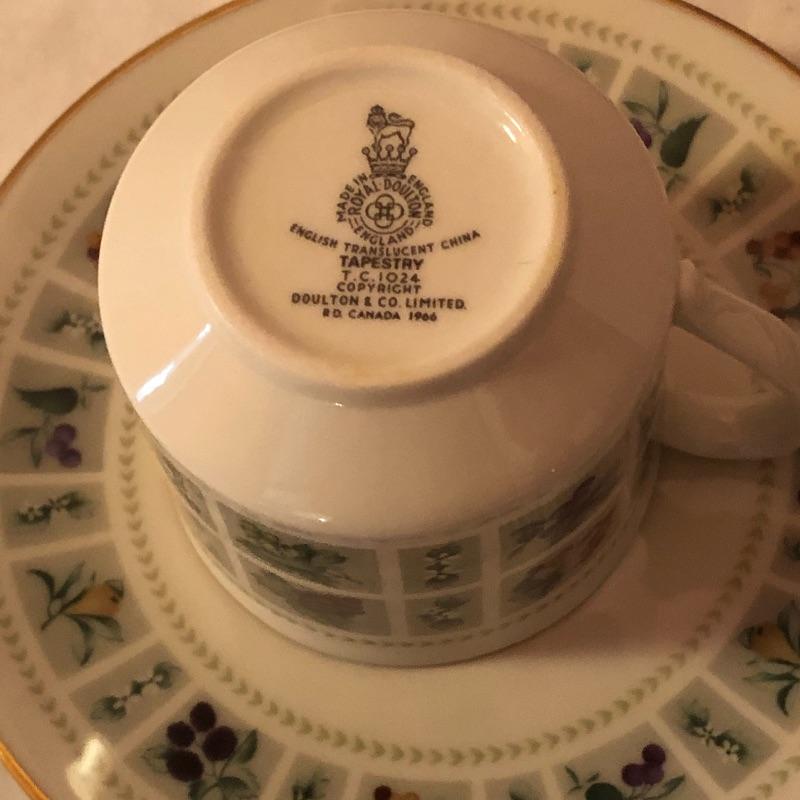 MADE IN ENGLAND
ROYAL DOULTON
ENGLAND
ENGLISH TRANSLUCENT CHINA
TAPESTRY
T.C.1024
COPYRIGHT
DOULTON & CO. LIMITED.
RD. CANADA 1966